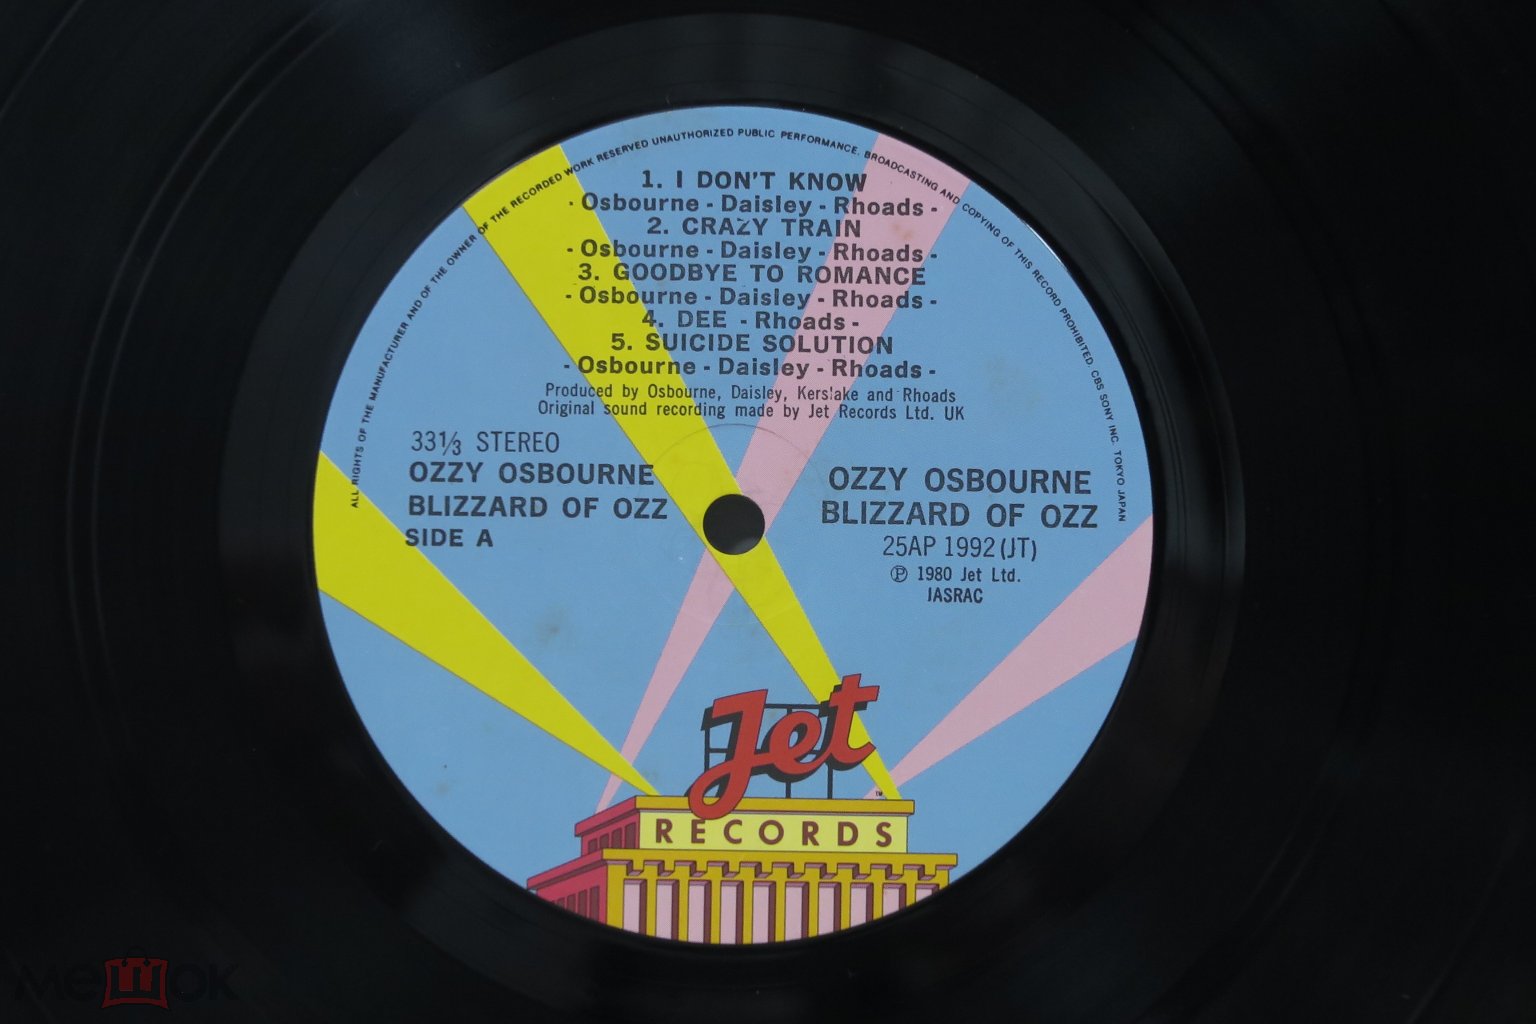 ALL RIGHTS OF THE MANUFACTURER AND OF THE OWNER OF THE RECORDED WORK RESERVED UNAUTHORIZED PUBLIC PERFORMANCE. BROADCASTING AND COPYING OF THIS RECORD PROHIBITED. CBS SONY INC. TOKYO JAPAN
1. I DON'T KNOW
- Osbourne - Daisley - Rhoads -
2. CRAZY TRAIN
- Osbourne - Daisley - Rhoads -
3. GOODBYE TO ROMANCE
- Osbourne - Daisley - Rhoads -
4. DEE - Rhoads -
5. SUICIDE SOLUTION
- Osbourne - Daisley - Rhoads -
Produced by Osbourne, Daisley, Kerslake and Rhoads
Original sound recording made by Jet Records Ltd. UK
33⅓ STEREO
OZZY OSBOURNE
BLIZZARD OF OZZ
SIDE A
OZZY OSBOURNE
BLIZZARD OF OZZ
25AP 1992(JT)
℗ 1980 Jet Ltd.
JASRAC
Jet
TM
RECORDS
мешок